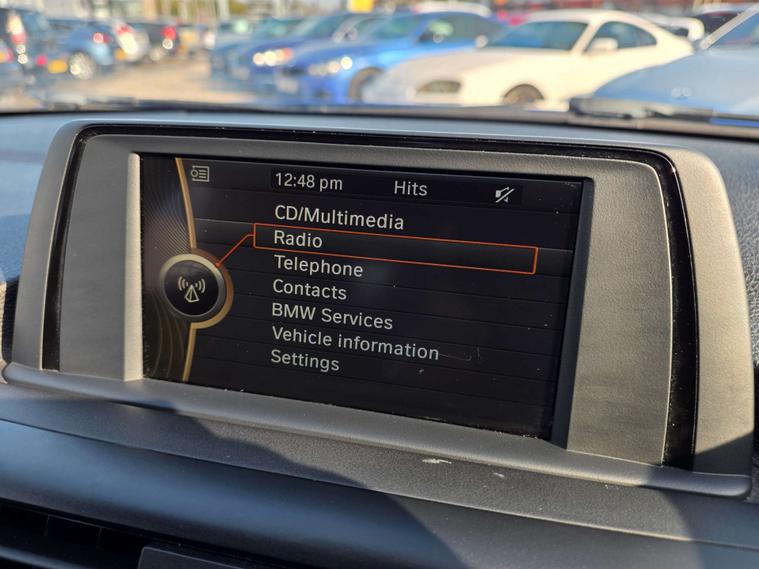 12:48 pm Hits
CD/Multimedia
Radio
Telephone
Contacts
BMW Services
Vehicle information
Settings